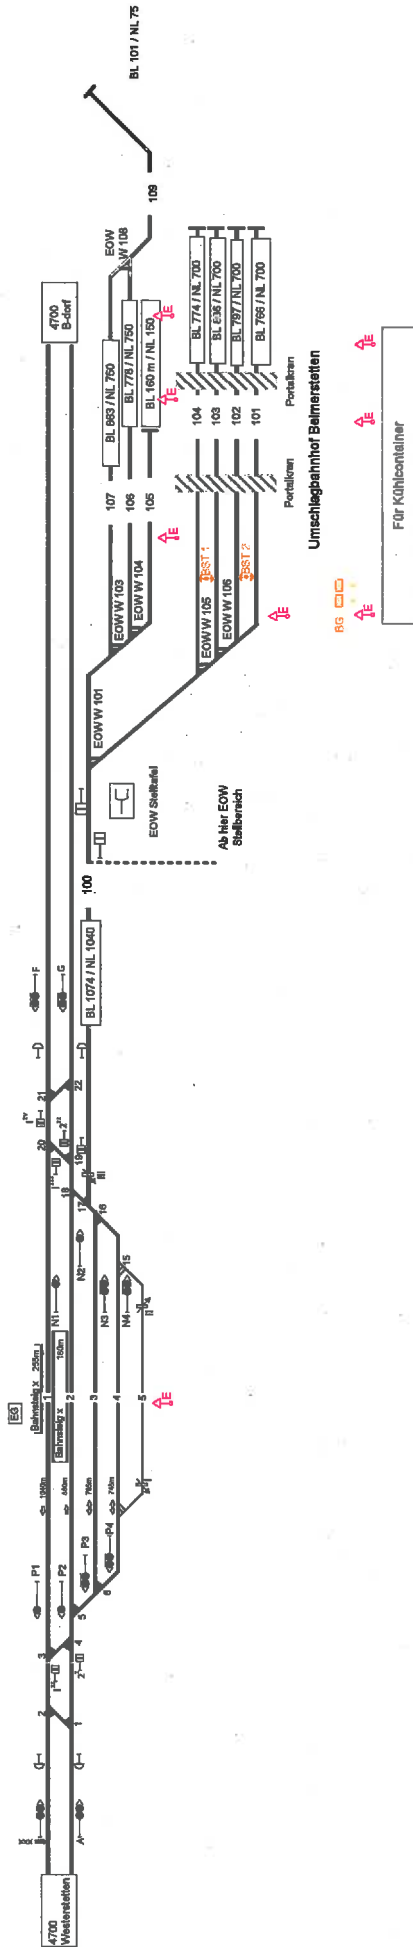 BL 101 / NL 75
109
EOW
W 108
4700
B-dorf
BL 663 / NL 750
BL 778 / NL 750
BL 160 m / NL 150
E
E
E
107
106
105
EOW W 103
EOW W 104
BL 774 / NL 700
BL 836 / NL 700
BL 797 / NL 700
BL 766 / NL 700
104
103
102
101
Portalkran
Portalkran
Umschlagbahnhof Beimerstetten
BST 1
BST 2
EOW W 105
EOW W 106
E
E
E
E
BG
Für Kühlcontainer
EOW W 101
EOW Stelltafel
Ab hier EOW
Stellbereich
100
BL 1074 / NL 1040
F
G
21
22
20
19
18
17
16
15
N1
N2
N3
N4
EG
Bahnsteig x 255m
Bahnsteig x
160m
1
2
3
4
5
E
P1
P2
P3
P4
745m
6
5
4
3
2
1
A
4700
Westerstetten